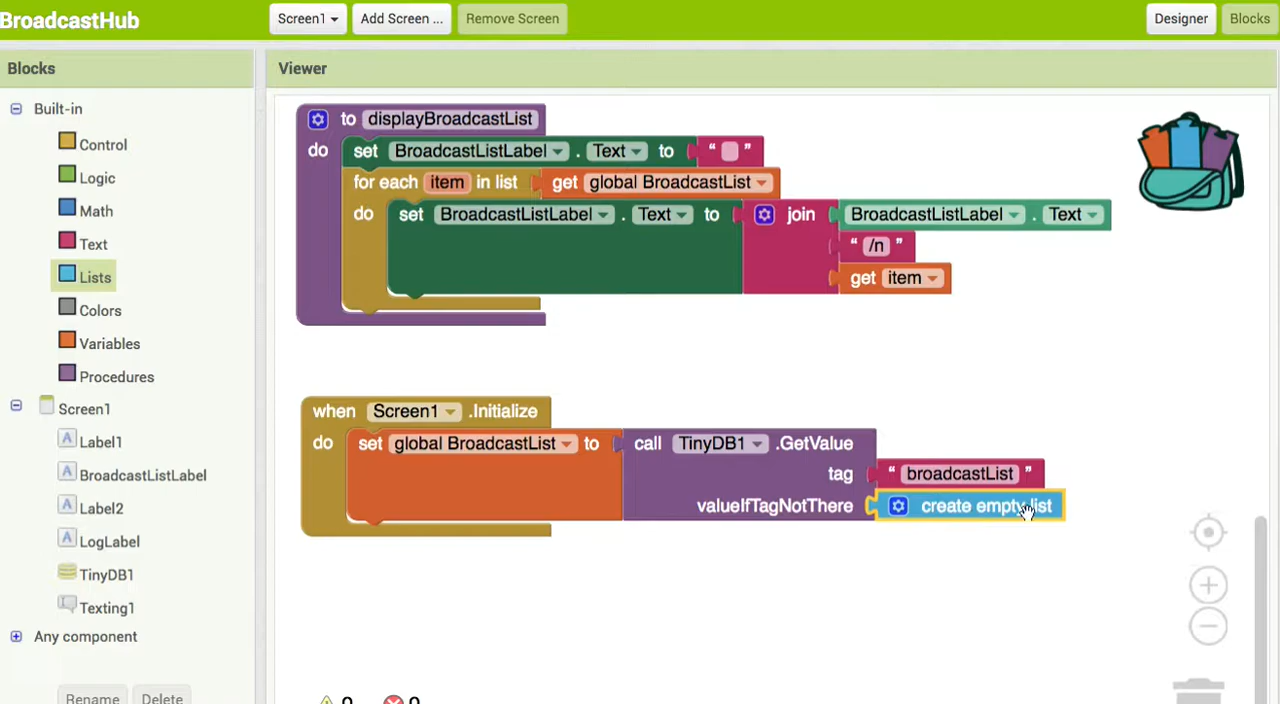 BroadcastHub
Screen1 Add Screen ... Remove Screen Designer Blocks
Blocks
Viewer
Built-in
Control
Logic
Math
Text
Lists
Colors
Variables
Procedures
Screen1
Label1
BroadcastListLabel
Label2
LogLabel
TinyDB1
Texting1
Any component
Rename Delete
to displayBroadcastList
do set BroadcastListLabel . Text to " "
for each item in list get global BroadcastList
do set BroadcastListLabel . Text to join BroadcastListLabel . Text
" /n "
get item
when Screen1 .Initialize
do set global BroadcastList to call TinyDB1 .GetValue
tag " broadcastList "
valueIfTagNotThere create empty list
0 0